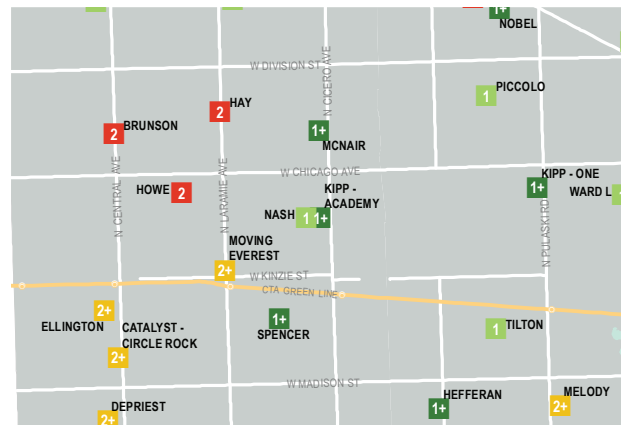 1+
NOBEL
W DIVISION ST
N CICERO AVE
1
PICCOLO
2
HAY
2
BRUNSON
1+
MCNAIR
W CHICAGO AVE
N CENTRAL AVE
N LARAMIE AVE
HOWE
2
KIPP -
ACADEMY
NASH
1
1+
KIPP - ONE
1+
WARD L
N PULASKI RD
MOVING
EVEREST
2+
W KINZIE ST
CTA GREEN LINE
2+
ELLINGTON
CATALYST -
CIRCLE ROCK
2+
1+
SPENCER
1
TILTON
W MADISON ST
DEPRIEST
2+
HEFFERAN
1+
MELODY
2+